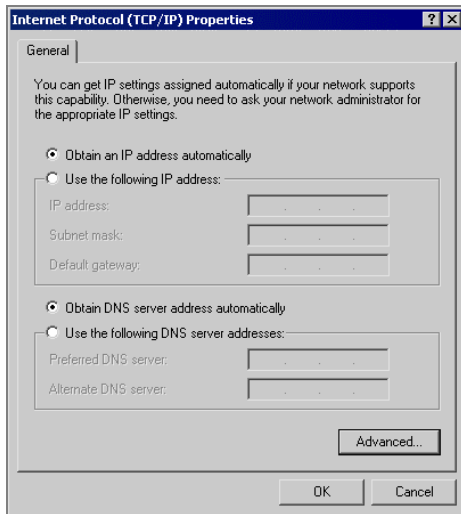 Internet Protocol (TCP/IP) Properties
General
You can get IP settings assigned automatically if your network supports
this capability. Otherwise, you need to ask your network administrator for
the appropriate IP settings.
Obtain an IP address automatically
Use the following IP address:
IP address:
Subnet mask:
Default gateway:
Obtain DNS server address automatically
Use the following DNS server addresses:
Preferred DNS server:
Alternate DNS server:
Advanced...
OK Cancel